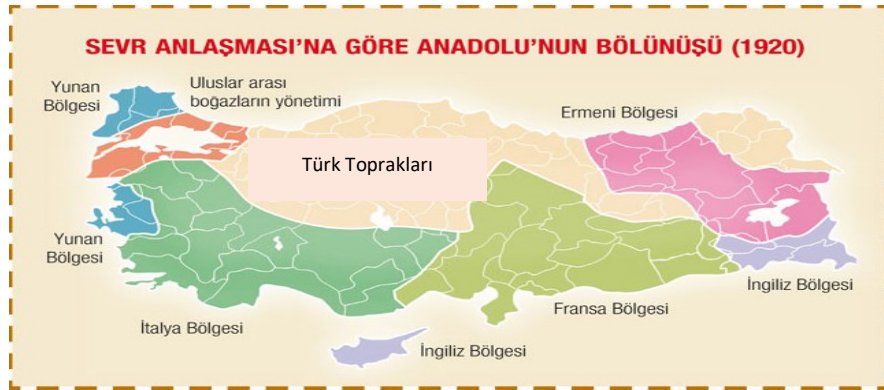 SEVR ANLAŞMASI'NA GÖRE ANADOLU'NUN BÖLÜNÜŞÜ (1920)
Yunan
Bölgesi
Uluslar arası
boğazların yönetimi
Ermeni Bölgesi
Türk Toprakları
Yunan
Bölgesi
İtalya Bölgesi
Fransa Bölgesi
İngiliz Bölgesi
İngiliz Bölgesi